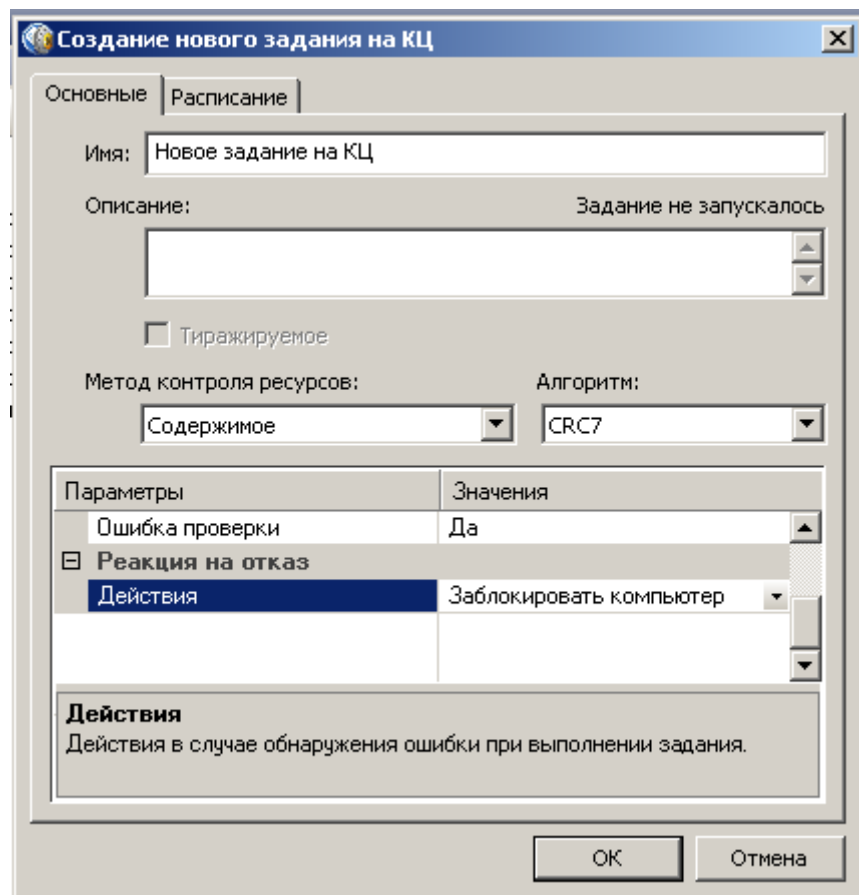 Создание нового задания на КЦ
Основные Расписание
Имя: Новое задание на КЦ
Описание: Задание не запускалось
Тиражируемое
Метод контроля ресурсов: Алгоритм:
Содержимое CRC7
Параметры Значения
Ошибка проверки Да
Реакция на отказ
Действия Заблокировать компьютер
Действия
Действия в случае обнаружения ошибки при выполнении задания.
ОК Отмена